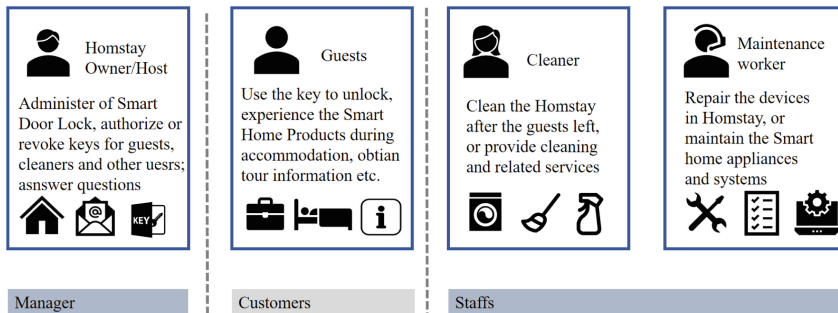 Homstay
Owner/Host
Administer of Smart
Door Lock, authorize or
revoke keys for guests,
cleaners and other uesrs;
asnswer questions
@
KEY
Guests
Use the key to unlock,
experience the Smart
Home Products during
accommodation, obtian
tour information etc.
i
Cleaner
Clean the Homstay
after the guests left,
or provide cleaning
and related services
Maintenance
worker
Repair the devices
in Homstay, or
maintain the Smart
home appliances
and systems
Manager
Customers
Staffs